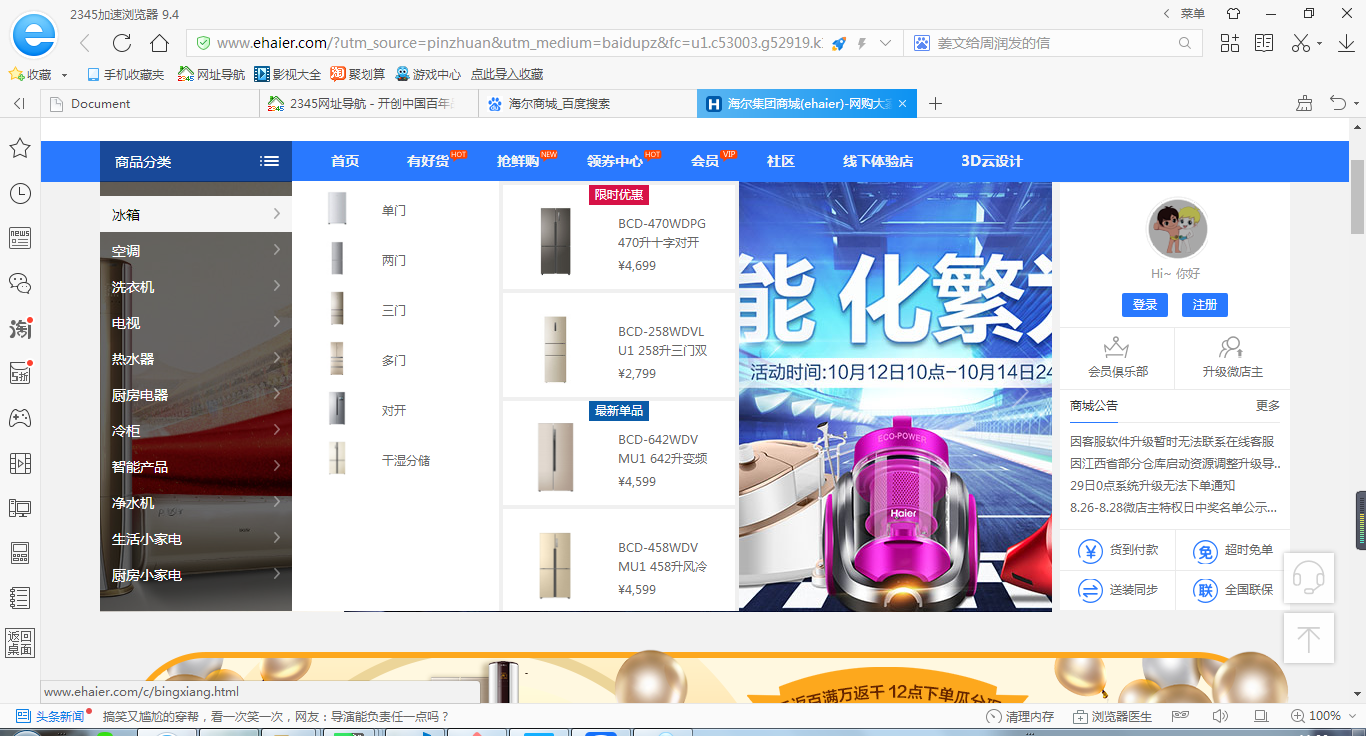 2345加速浏览器 9.4
菜单
www.ehaier.com/?utm_source=pinzhuan&utm_medium=baidupz&fc=u1.c53003.g52919.k
姜文给周润发的信
收藏
手机收藏夹
网址导航
影视大全
聚划算
游戏中心
点此导入收藏
Document
2345网址导航 - 开创中国百年
海尔商城_百度搜索
海尔集团商城(ehaier)-网购大
商品分类
首页
有好货 HOT
抢鲜购 NEW
领券中心 HOT
会员 VIP
社区
线下体验店
3D云设计
冰箱
空调
洗衣机
电视
热水器
厨房电器
冷柜
智能产品
净水机
生活小家电
厨房小家电
单门
两门
三门
多门
对开
干湿分储
限时优惠
BCD-470WDPG
470升十字对开
¥4,699
BCD-258WDVL
U1 258升三门双
¥2,799
最新单品
BCD-642WDV
MU1 642升变频
¥4,599
BCD-458WDV
MU1 458升风冷
¥4,599
能 化繁为
活动时间:10月12日10点-10月14日24
ECO-POWER
Haier
Hi~ 你好
登录
注册
会员俱乐部
升级微店主
商城公告
更多
因客服软件升级暂时无法联系在线客服
因江西省部分仓库启动资源调整升级导..
29日0点系统升级无法下单通知
8.26-8.28微店主特权日中奖名单公示...
¥ 货到付款
免 超时免单
送装同步
联 全国联保
news
淘
5折
返回
桌面
返百满万返千 12点下单瓜分
www.ehaier.com/c/bingxiang.html
头条新闻
搞笑又尴尬的穿帮，看一次笑一次，网友：导演能负责任一点吗？
清理内存
浏览器医生
100%